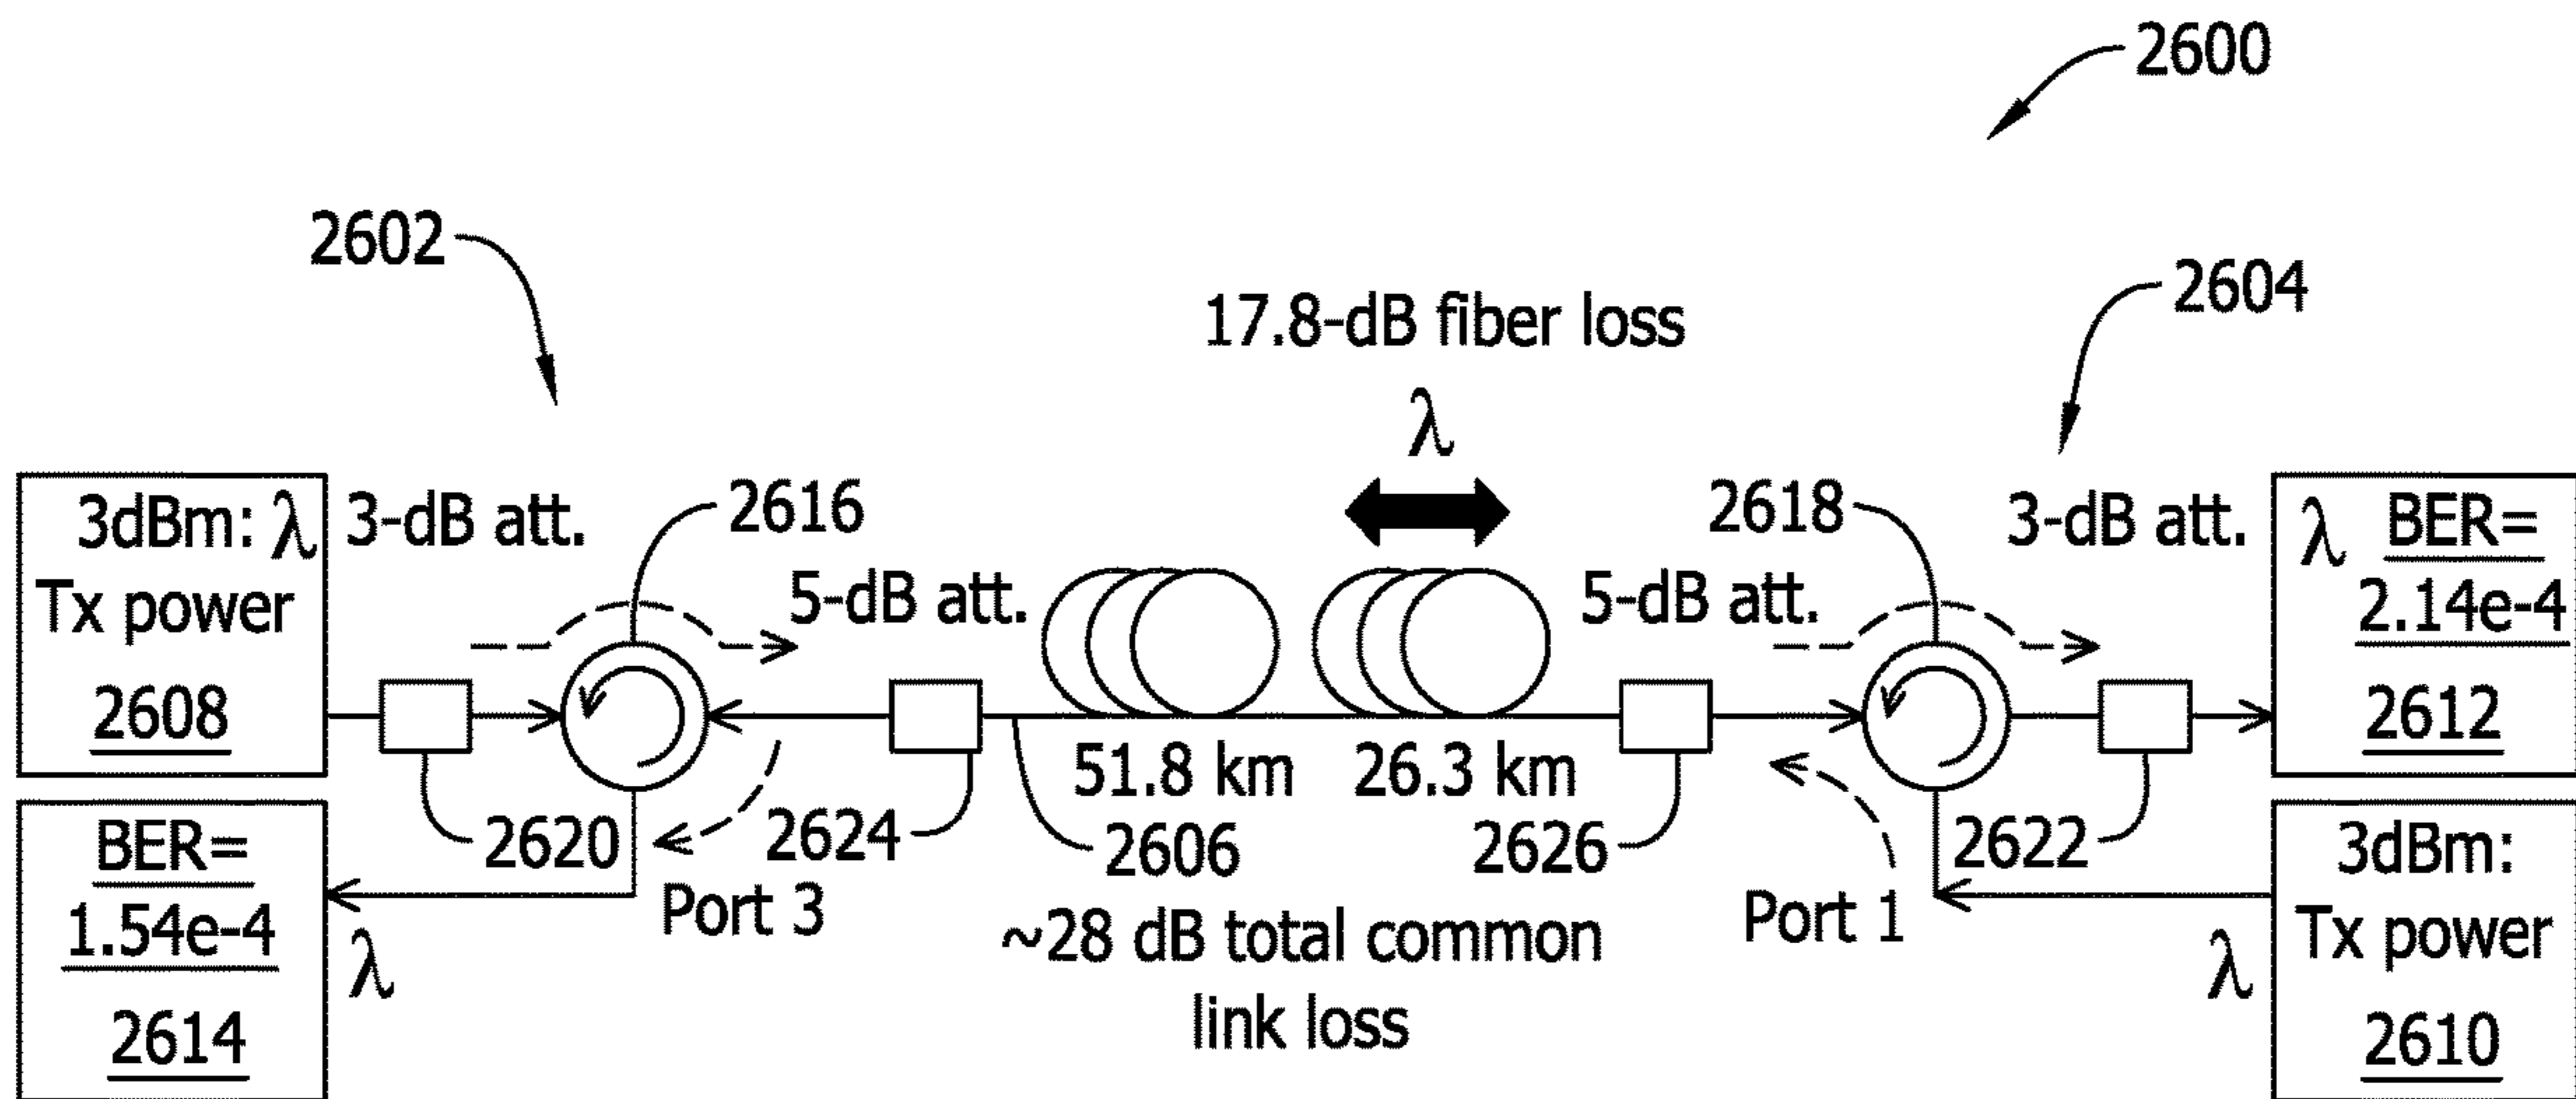 2600
2602
2604
17.8-dB fiber loss
λ
3dBm: λ
Tx power
2608
3-dB att.
2616
5-dB att.
5-dB att.
2618
3-dB att.
λ BER=
2.14e-4
2612
51.8 km
26.3 km
2620
2624
2606
2626
2622
BER=
1.54e-4
2614
λ
Port 3
~28 dB total common
link loss
Port 1
λ
3dBm:
Tx power
2610